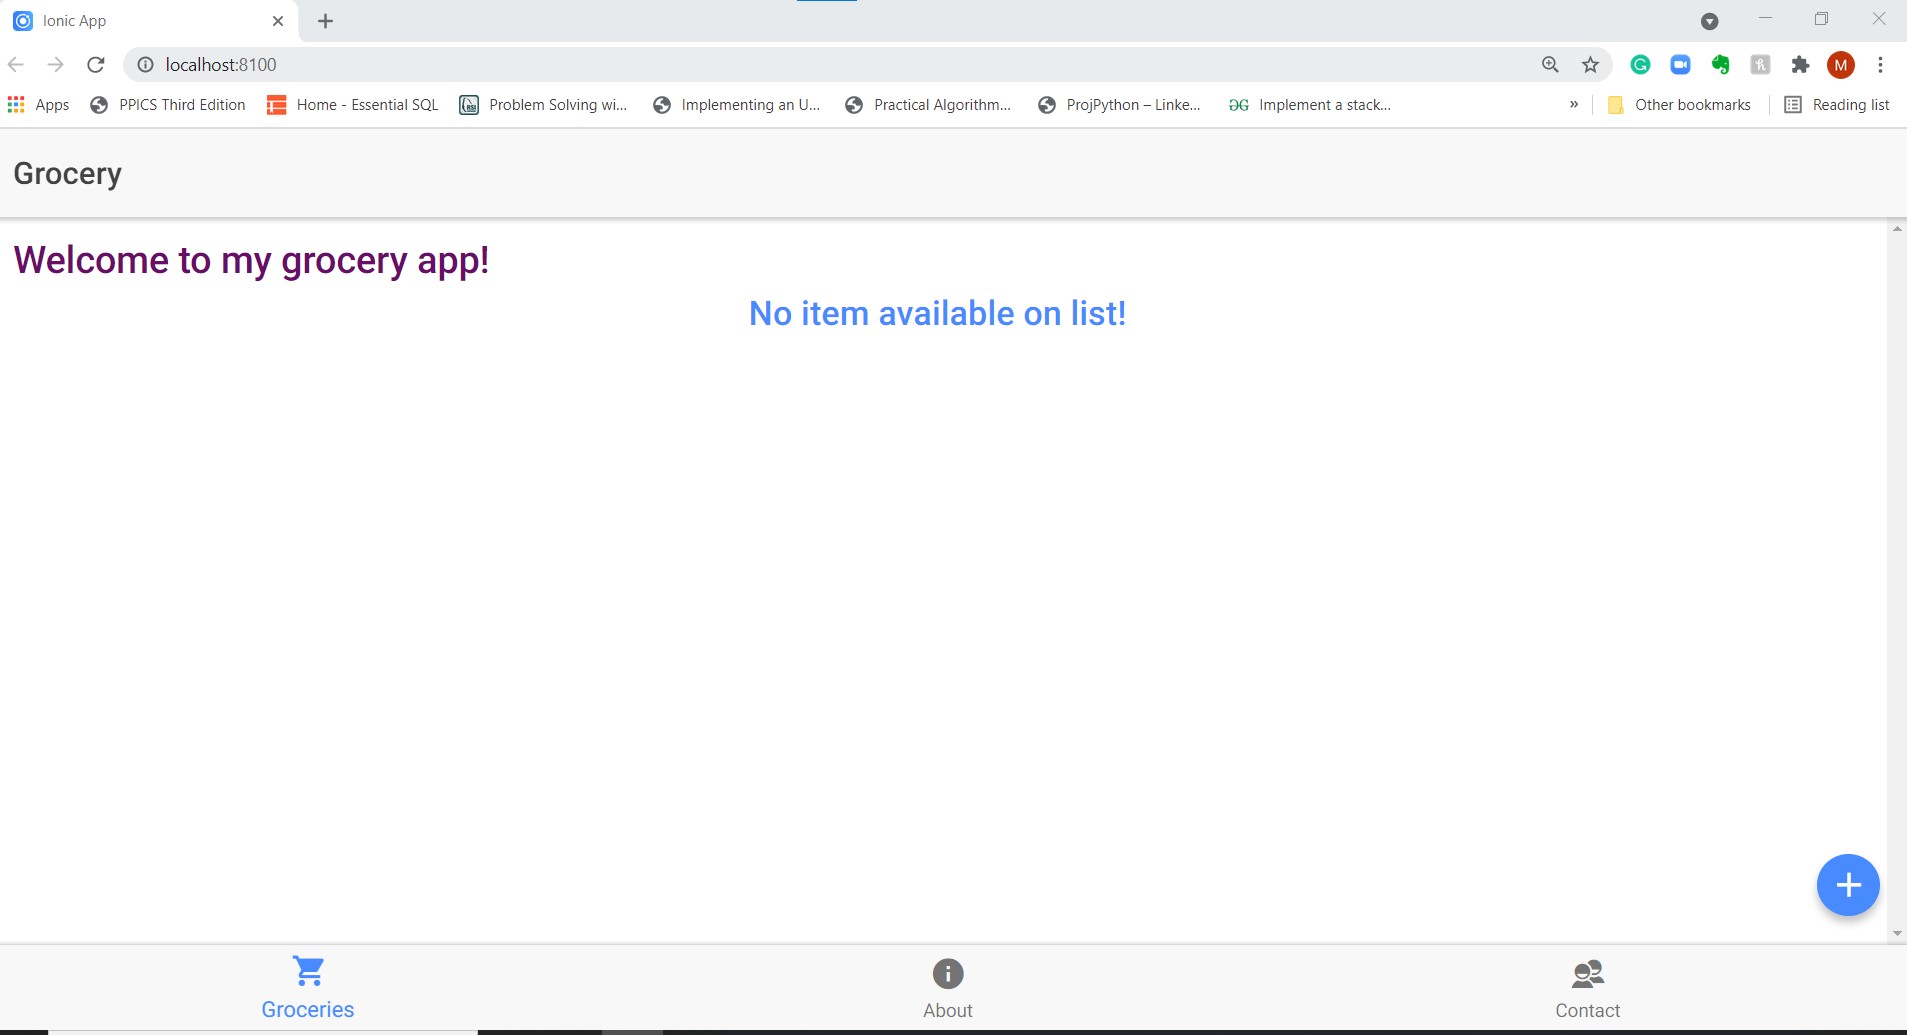 Ionic App
localhost:8100
M
Apps PPICS Third Edition Home - Essential SQL Problem Solving wi... Implementing an U... Practical Algorithm... ProjPython – Linke... Implement a stack... » Other bookmarks Reading list
Grocery
Welcome to my grocery app!
No item available on list!
Groceries About Contact